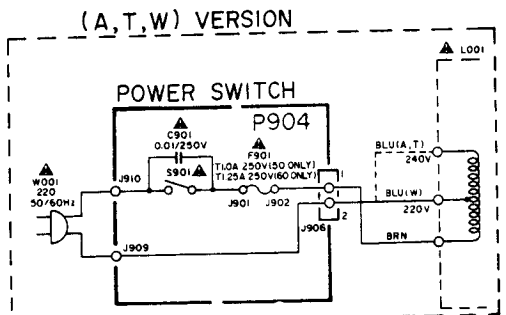 (A,T,W) VERSION
L001
POWER SWITCH
P904
C901
0.01/250V
F901
T1.0A 250V(50 ONLY)
T1.25A 250V(60 ONLY)
S901
BLU(A,T)
240V
W001
220
50/60Hz
J910
J901
J902
1
BLU(W)
220V
2
J906
J909
BRN